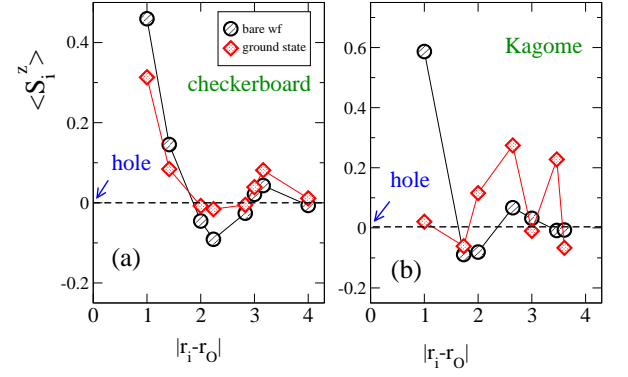 <S_i^z>
0.4
0.2
0
-0.2
0
1
2
3
4
|r_i-r_O|
bare wf
ground state
checkerboard
hole
(a)
0.6
0.4
0.2
0
-0.2
0
1
2
3
4
|r_i-r_O|
Kagome
hole
(b)